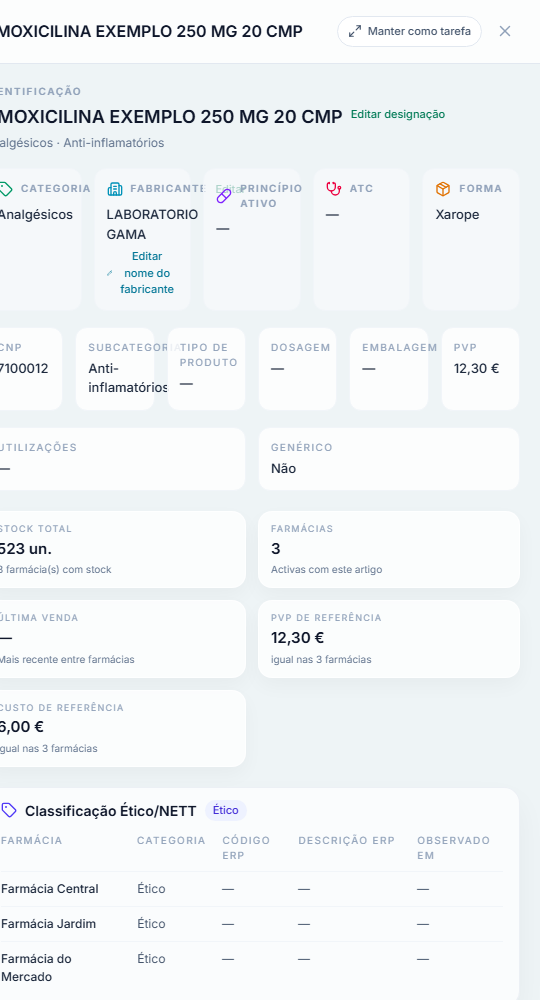 MOXICILINA EXEMPLO 250 MG 20 CMP
Manter como tarefa
ENTIFICAÇÃO
MOXICILINA EXEMPLO 250 MG 20 CMP Editar designação
algésicos · Anti-inflamatórios
CATEGORIA
Analgésicos
FABRICANTE
LABORATORIO
GAMA
Editar
nome do
fabricante
PRINCÍPIO
ATIVO
—
ATC
—
FORMA
Xarope
CNP
7100012
SUBCATEGORIA
Anti-
inflamatórios
TIPO DE
PRODUTO
—
DOSAGEM
—
EMBALAGEM
—
PVP
12,30 €
UTILIZAÇÕES
—
GENÉRICO
Não
STOCK TOTAL
523 un.
3 farmácia(s) com stock
FARMÁCIAS
3
Activas com este artigo
ÚLTIMA VENDA
—
Mais recente entre farmácias
PVP DE REFERÊNCIA
12,30 €
igual nas 3 farmácias
CUSTO DE REFERÊNCIA
6,00 €
igual nas 3 farmácias
Classificação Ético/NETT Ético
FARMÁCIA CATEGORIA CÓDIGO ERP DESCRIÇÃO ERP OBSERVADO EM
Farmácia Central Ético — — —
Farmácia Jardim Ético — — —
Farmácia do Mercado Ético — — —